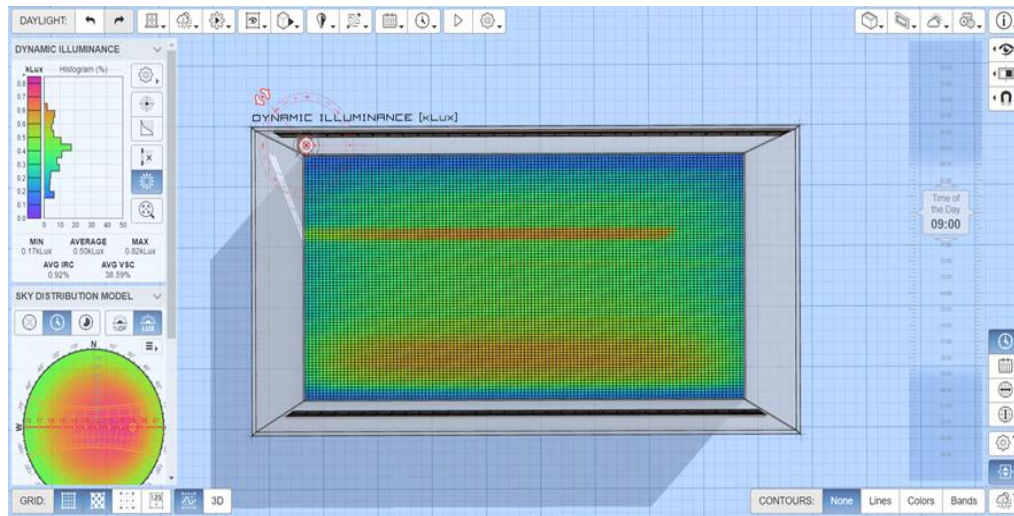 DAYLIGHT:
DYNAMIC ILLUMINANCE
kLux
Histogram (%)
0.8
0.7
0.6
0.5
0.4
0.3
0.2
0.1
0.0
0 10 20 30 40 50
MIN AVERAGE MAX
0.17kLux 0.50kLux 0.82kLux
AVG IRC AVG VSC
0.92% 38.59%
SKY DISTRIBUTION MODEL
%DF
LUX
N
W
DYNAMIC ILLUMINANCE [kLux]
Time of
the Day
09:00
GRID:
123
3D
CONTOURS: None Lines Colors Bands